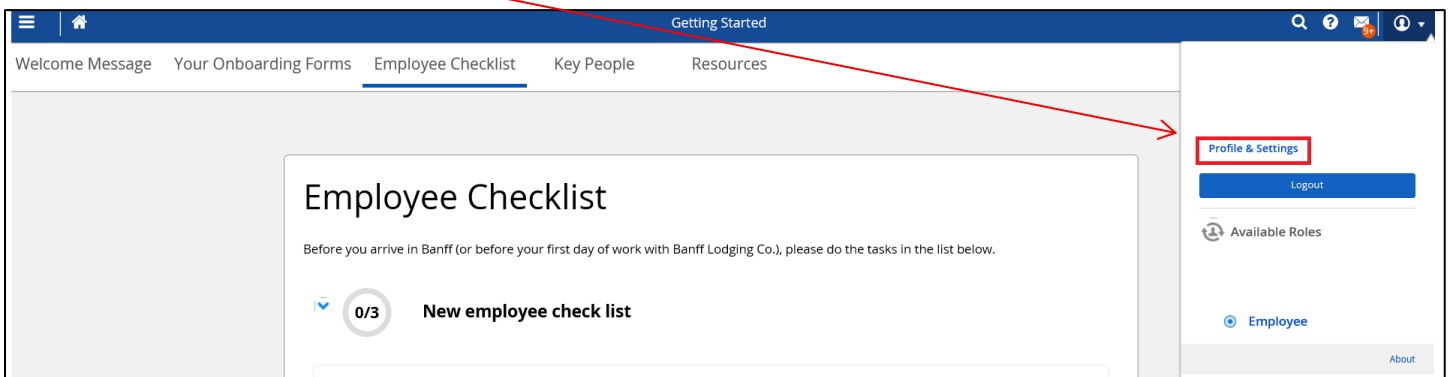 Getting Started
9+
Welcome Message Your Onboarding Forms Employee Checklist Key People Resources
Profile & Settings
Logout
Available Roles
Employee
About
Employee Checklist
Before you arrive in Banff (or before your first day of work with Banff Lodging Co.), please do the tasks in the list below.
0/3 New employee check list